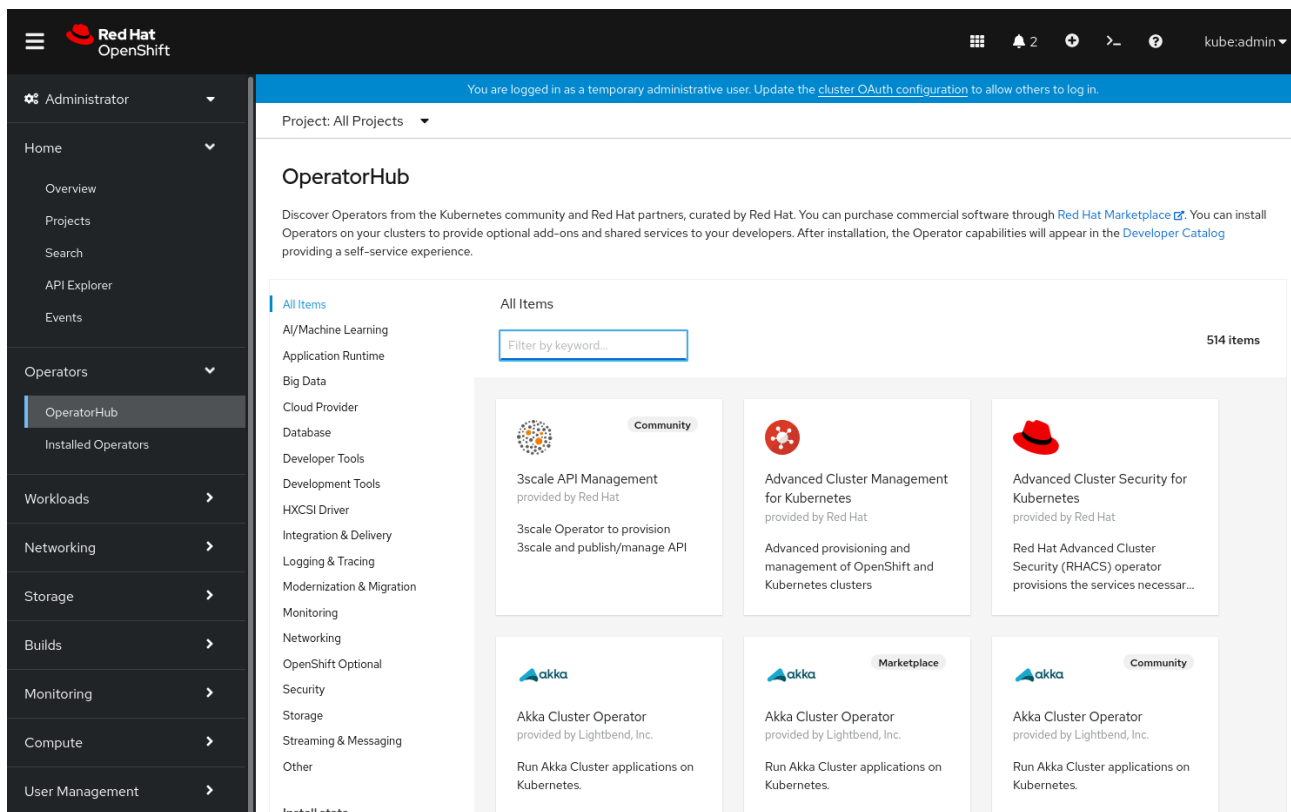 Red Hat
OpenShift
2
kube:admin
Administrator
Home
Overview
Projects
Search
API Explorer
Events
Operators
OperatorHub
Installed Operators
Workloads
Networking
Storage
Builds
Monitoring
Compute
User Management
You are logged in as a temporary administrative user. Update the cluster OAuth configuration to allow others to log in.
Project: All Projects
OperatorHub
Discover Operators from the Kubernetes community and Red Hat partners, curated by Red Hat. You can purchase commercial software through Red Hat Marketplace. You can install
Operators on your clusters to provide optional add-ons and shared services to your developers. After installation, the Operator capabilities will appear in the Developer Catalog
providing a self-service experience.
All Items
AI/Machine Learning
Application Runtime
Big Data
Cloud Provider
Database
Developer Tools
Development Tools
HXCSI Driver
Integration & Delivery
Logging & Tracing
Modernization & Migration
Monitoring
Networking
OpenShift Optional
Security
Storage
Streaming & Messaging
Other
Install state
All Items
Filter by keyword...
514 items
Community
3scale API Management
provided by Red Hat
3scale Operator to provision
3scale and publish/manage API
Advanced Cluster Management
for Kubernetes
provided by Red Hat
Advanced provisioning and
management of OpenShift and
Kubernetes clusters
Advanced Cluster Security for
Kubernetes
provided by Red Hat
Red Hat Advanced Cluster
Security (RHACS) operator
provisions the services necessar...
akka
Akka Cluster Operator
provided by Lightbend, Inc.
Run Akka Cluster applications on
Kubernetes.
akka
Marketplace
Akka Cluster Operator
provided by Lightbend, Inc.
Run Akka Cluster applications on
Kubernetes.
akka
Community
Akka Cluster Operator
provided by Lightbend, Inc.
Run Akka Cluster applications on
Kubernetes.